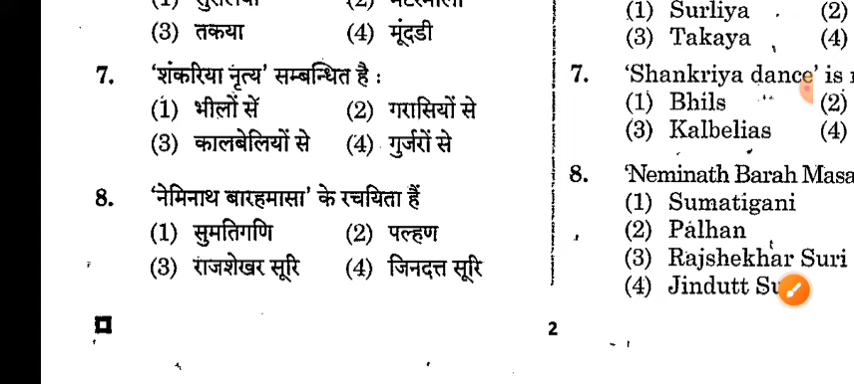 (3) तकया (4) मूंदडी
7. ‘शंकरिया नृत्य’ सम्बन्धित है :
(1) भीलों सें (2) गरासियों से
(3) कालबेलियों से (4) गुर्जरों से
8. ‘नेमिनाथ बारहमासा’ के रचयिता हैं
(1) सुमतिगणि (2) पल्हण
(3) राजशेखर सूरि (4) जिनदत्त सूरि
(1) Surliya (2)
(3) Takaya (4)
7. ‘Shankriya dance’ is
(1) Bhils (2)
(3) Kalbelias (4)
8. ‘Neminath Barah Masa
(1) Sumatigani
(2) Palhan
(3) Rajshekhar Suri
(4) Jindutt
2